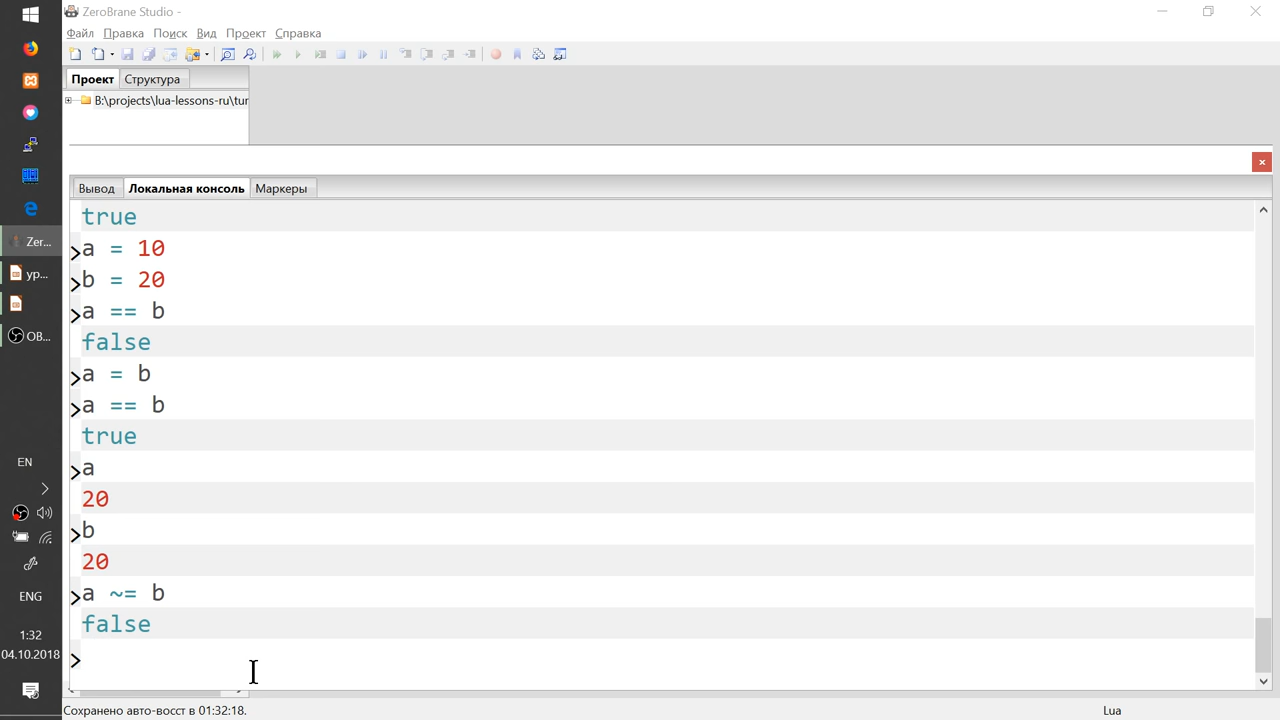 ZeroBrane Studio -
Файл Правка Поиск Вид Проект Справка
Проект Структура
B:\projects\lua-lessons-ru\tur
Вывод Локальная консоль Маркеры
true
>a = 10
>b = 20
>a == b
false
>a = b
>a == b
true
>a
20
>b
20
>a ~= b
false
>
Сохранено авто-восст в 01:32:18.
Lua
Zer...
ур...
OB...
EN
ENG
1:32
04.10.2018